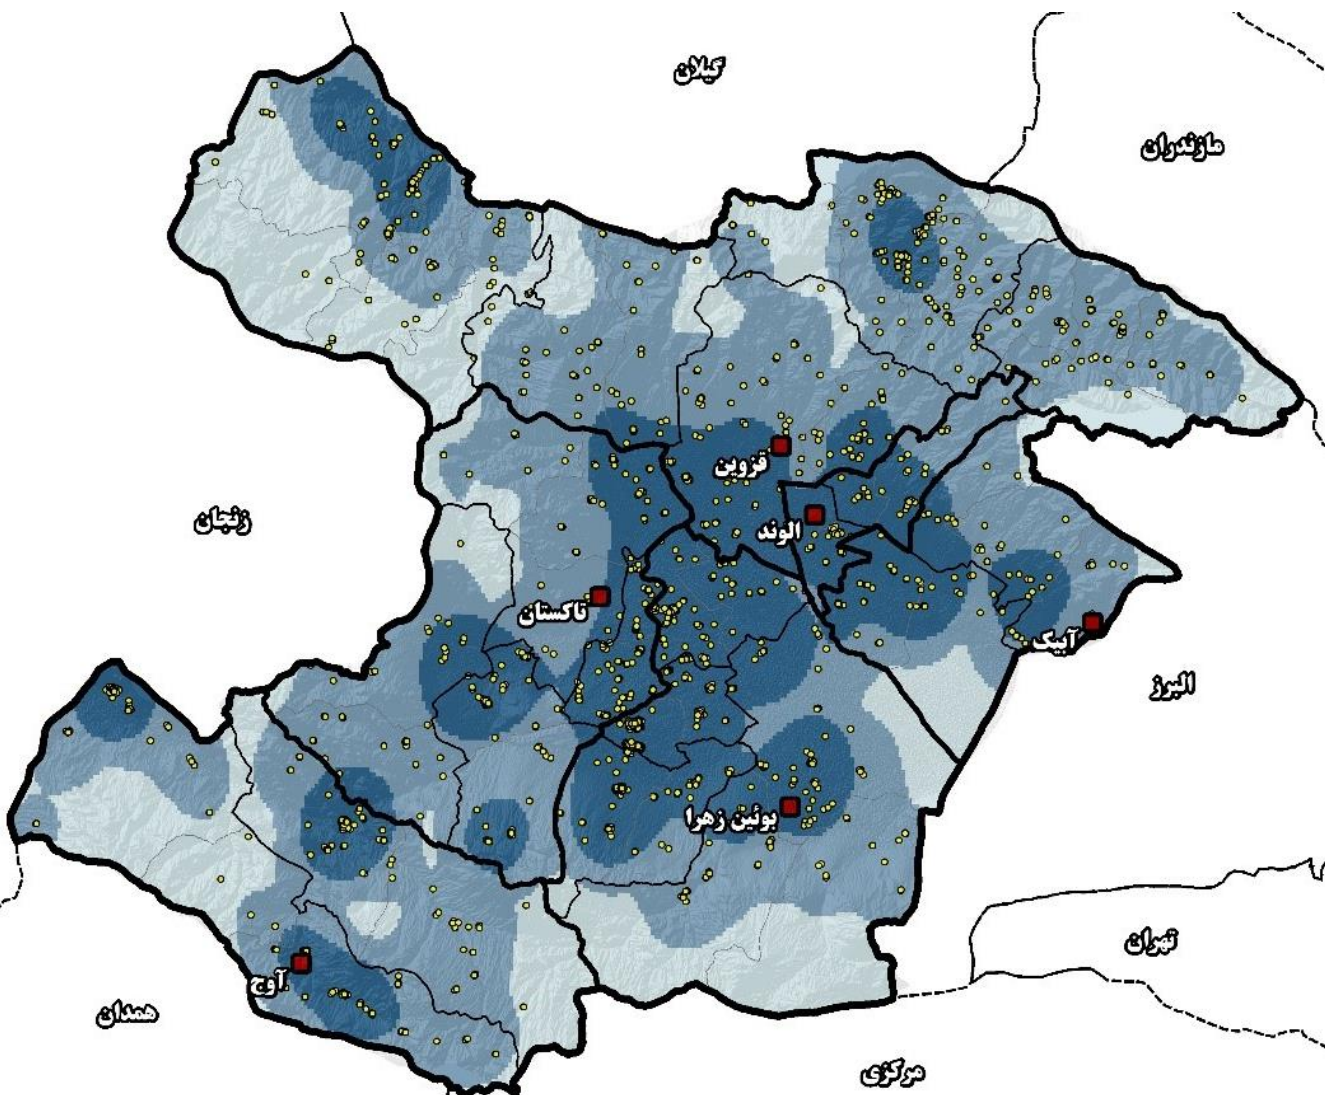 گیلان
مازندران
قزوین
زنجان
الوند
تاکستان
آبیک
البرز
بوئین زهرا
تهران
آوج
همدان
مرکزی